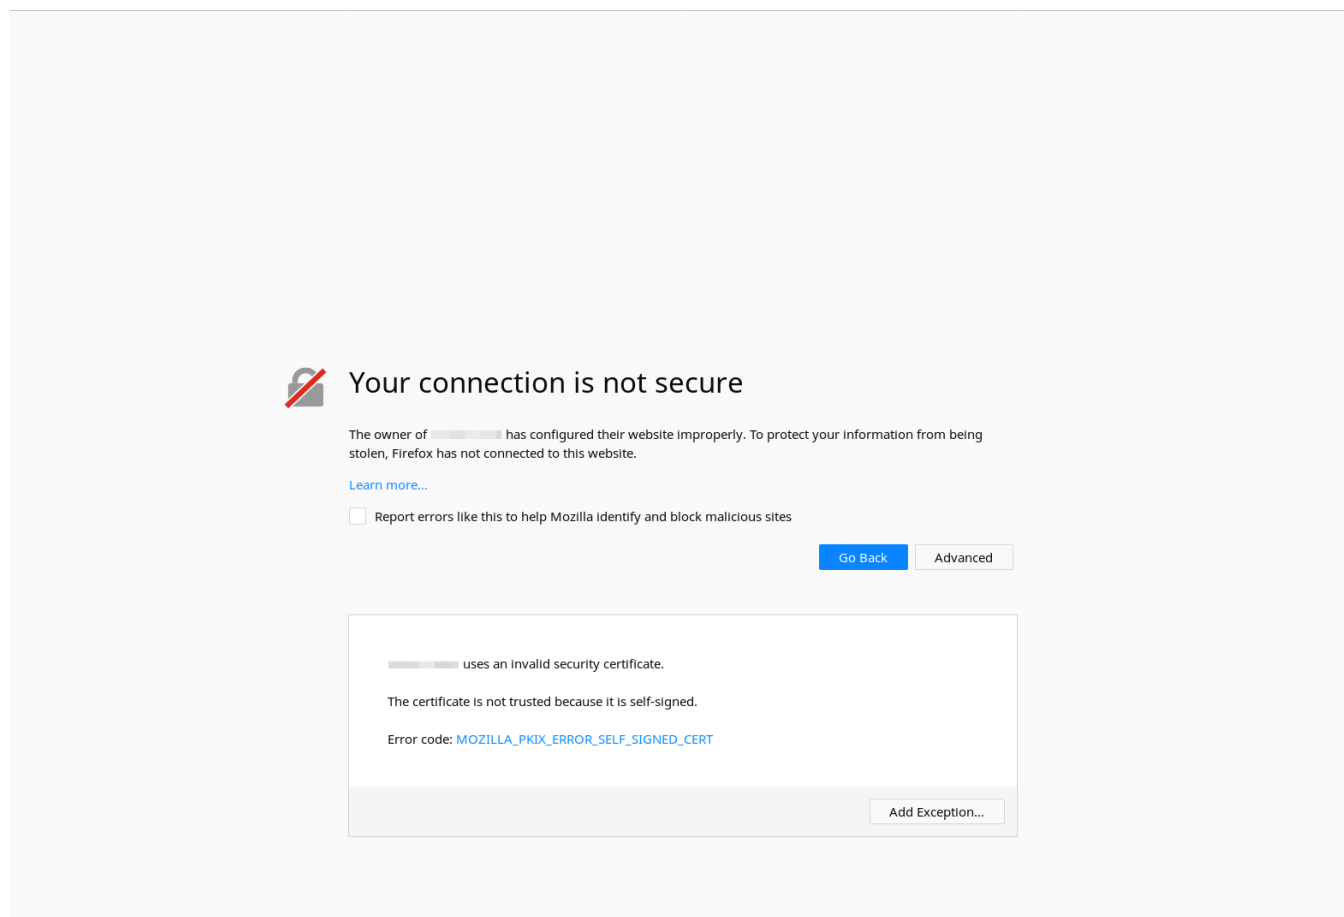 Your connection is not secure
The owner of has configured their website improperly. To protect your information from being
stolen, Firefox has not connected to this website.
Learn more…
Report errors like this to help Mozilla identify and block malicious sites
Go Back
Advanced
uses an invalid security certificate.
The certificate is not trusted because it is self-signed.
Error code: MOZILLA_PKIX_ERROR_SELF_SIGNED_CERT
Add Exception…